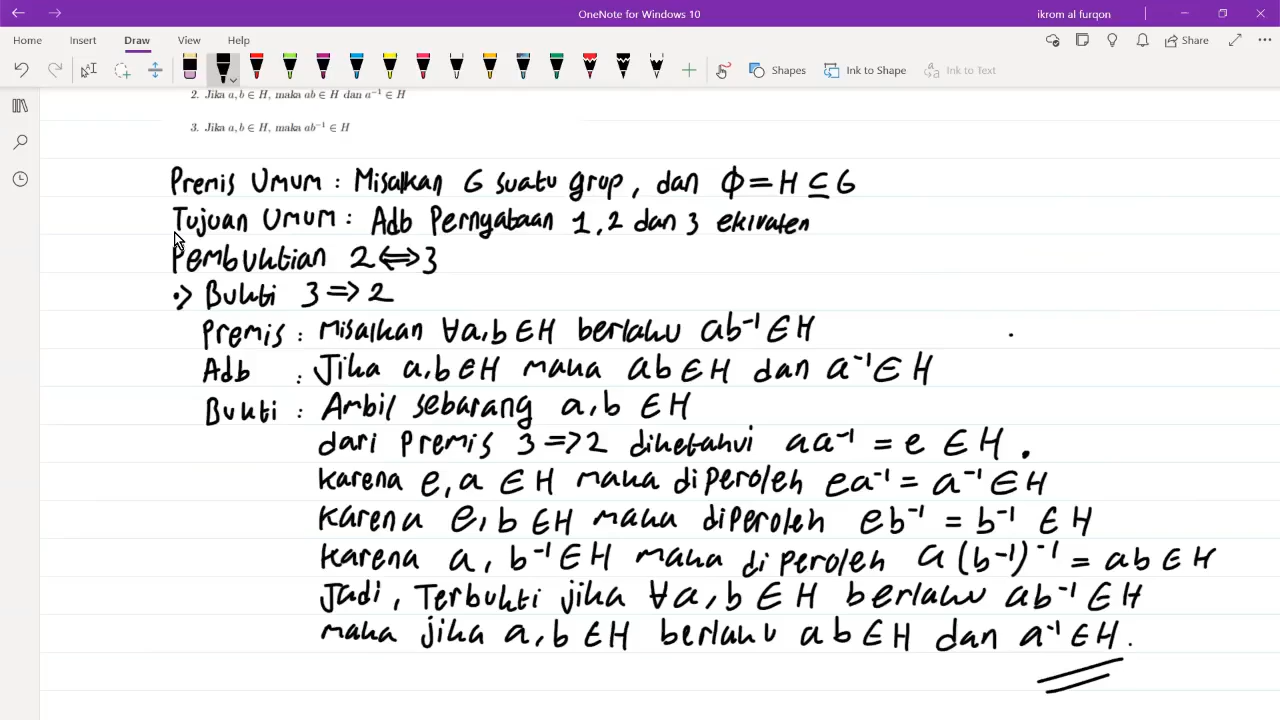 OneNote for Windows 10
ikrom al furqon
Home Insert Draw View Help
Share
Shapes Ink to Shape Ink to Text
2. Jika a, b ∈ H, maka ab ∈ H dan a⁻¹ ∈ H
3. Jika a, b ∈ H, maka ab⁻¹ ∈ H
Premis Umum : Misalkan G suatu grup, dan Φ = H ⊆ G
Tujuan Umum : Adb Pernyataan 1, 2 dan 3 ekivalen
Pembuktian 2 ⟺ 3
•> Bukti 3 => 2
Premis : Misalkan ∀a, b ∈ H berlaku ab⁻¹ ∈ H
Adb : Jika a, b ∈ H maka ab ∈ H dan a⁻¹ ∈ H
Bukti : Ambil sebarang a, b ∈ H
dari Premis 3 => 2 diketahui aa⁻¹ = e ∈ H.
Karena e, a ∈ H maka diperoleh ea⁻¹ = a⁻¹ ∈ H
Karena e, b ∈ H maka diperoleh eb⁻¹ = b⁻¹ ∈ H
Karena a, b⁻¹ ∈ H maka diperoleh a(b⁻¹)⁻¹ = ab ∈ H
Jadi, Terbukti jika ∀a, b ∈ H berlaku ab⁻¹ ∈ H
maka jika a, b ∈ H berlaku ab ∈ H dan a⁻¹ ∈ H.